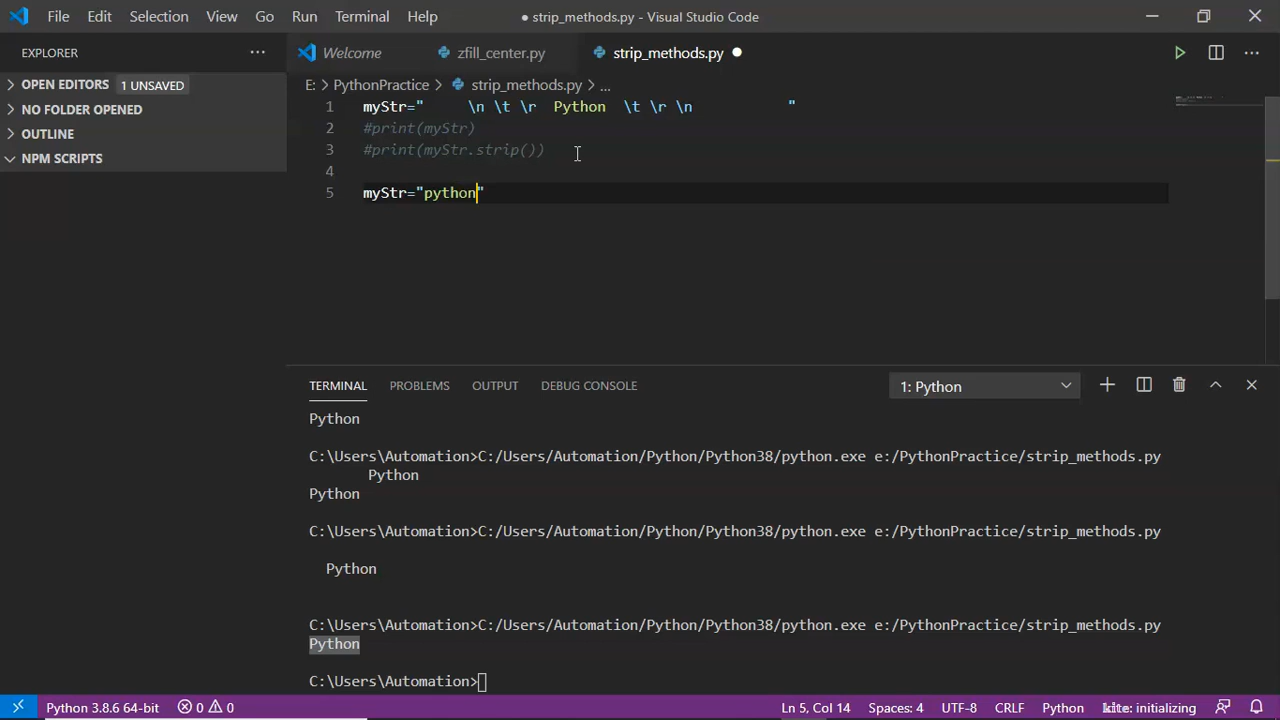 File Edit Selection View Go Run Terminal Help ● strip_methods.py - Visual Studio Code
EXPLORER ··· Welcome zfill_center.py strip_methods.py ●
OPEN EDITORS 1 UNSAVED
NO FOLDER OPENED
OUTLINE
NPM SCRIPTS
E: > PythonPractice > strip_methods.py > ...
1 myStr="     \n \t \r  Python  \t \r \n           "
2 #print(myStr)
3 #print(myStr.strip())
4
5 myStr="python"
TERMINAL PROBLEMS OUTPUT DEBUG CONSOLE 1: Python
Python
C:\Users\Automation>C:/Users/Automation/Python/Python38/python.exe e:/PythonPractice/strip_methods.py
       Python
Python
C:\Users\Automation>C:/Users/Automation/Python/Python38/python.exe e:/PythonPractice/strip_methods.py
  Python
C:\Users\Automation>C:/Users/Automation/Python/Python38/python.exe e:/PythonPractice/strip_methods.py
Python
C:\Users\Automation>
Python 3.8.6 64-bit 0 0 Ln 5, Col 14 Spaces: 4 UTF-8 CRLF Python kite: initializing